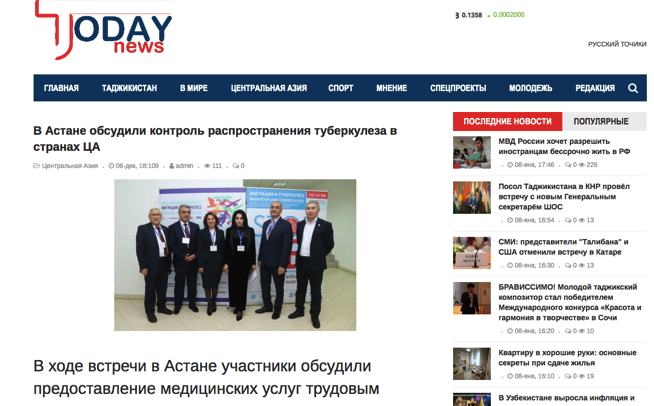 TODAY
news
з 0.1358 ▲ 0.0002000
РУССКИЙ ТОЧИКИ
ГЛАВНАЯ ТАДЖИКИСТАН В МИРЕ ЦЕНТРАЛЬНАЯ АЗИЯ СПОРТ МНЕНИЕ СПЕЦПРОЕКТЫ МОЛОДЕЖЬ РЕДАКЦИЯ
В Астане обсудили контроль распространения туберкулеза в
странах ЦА
Центральная Азия . 06-дек, 18:109 . admin . 111 . 0
МИГРАЦИЯ И ТУБЕРКУЛЕЗ
В ходе встречи в Астане участники обсудили
предоставление медицинских услуг трудовым
ПОСЛЕДНИЕ НОВОСТИ ПОПУЛЯРНЫЕ
МВД России хочет разрешить
иностранцам бессрочно жить в РФ
. 08-янв, 17:46 . 0 226
Посол Таджикистана в КНР провёл
встречу с новым Генеральным
секретарём ШОС
. 08-янв, 16:54 . 0 13
СМИ: представители "Талибана" и
США отменили встречу в Катаре
. 08-янв, 16:30 . 0 13
БРАВИССИМО! Молодой таджикский
композитор стал победителем
Международного конкурса «Красота и
гармония в творчестве» в Сочи
. 08-янв, 16:20 . 0 10
Квартиру в хорошие руки: основные
секреты при сдаче жилья
. 08-янв, 16:10 . 0 19
В Узбекистане выросла инфляция и